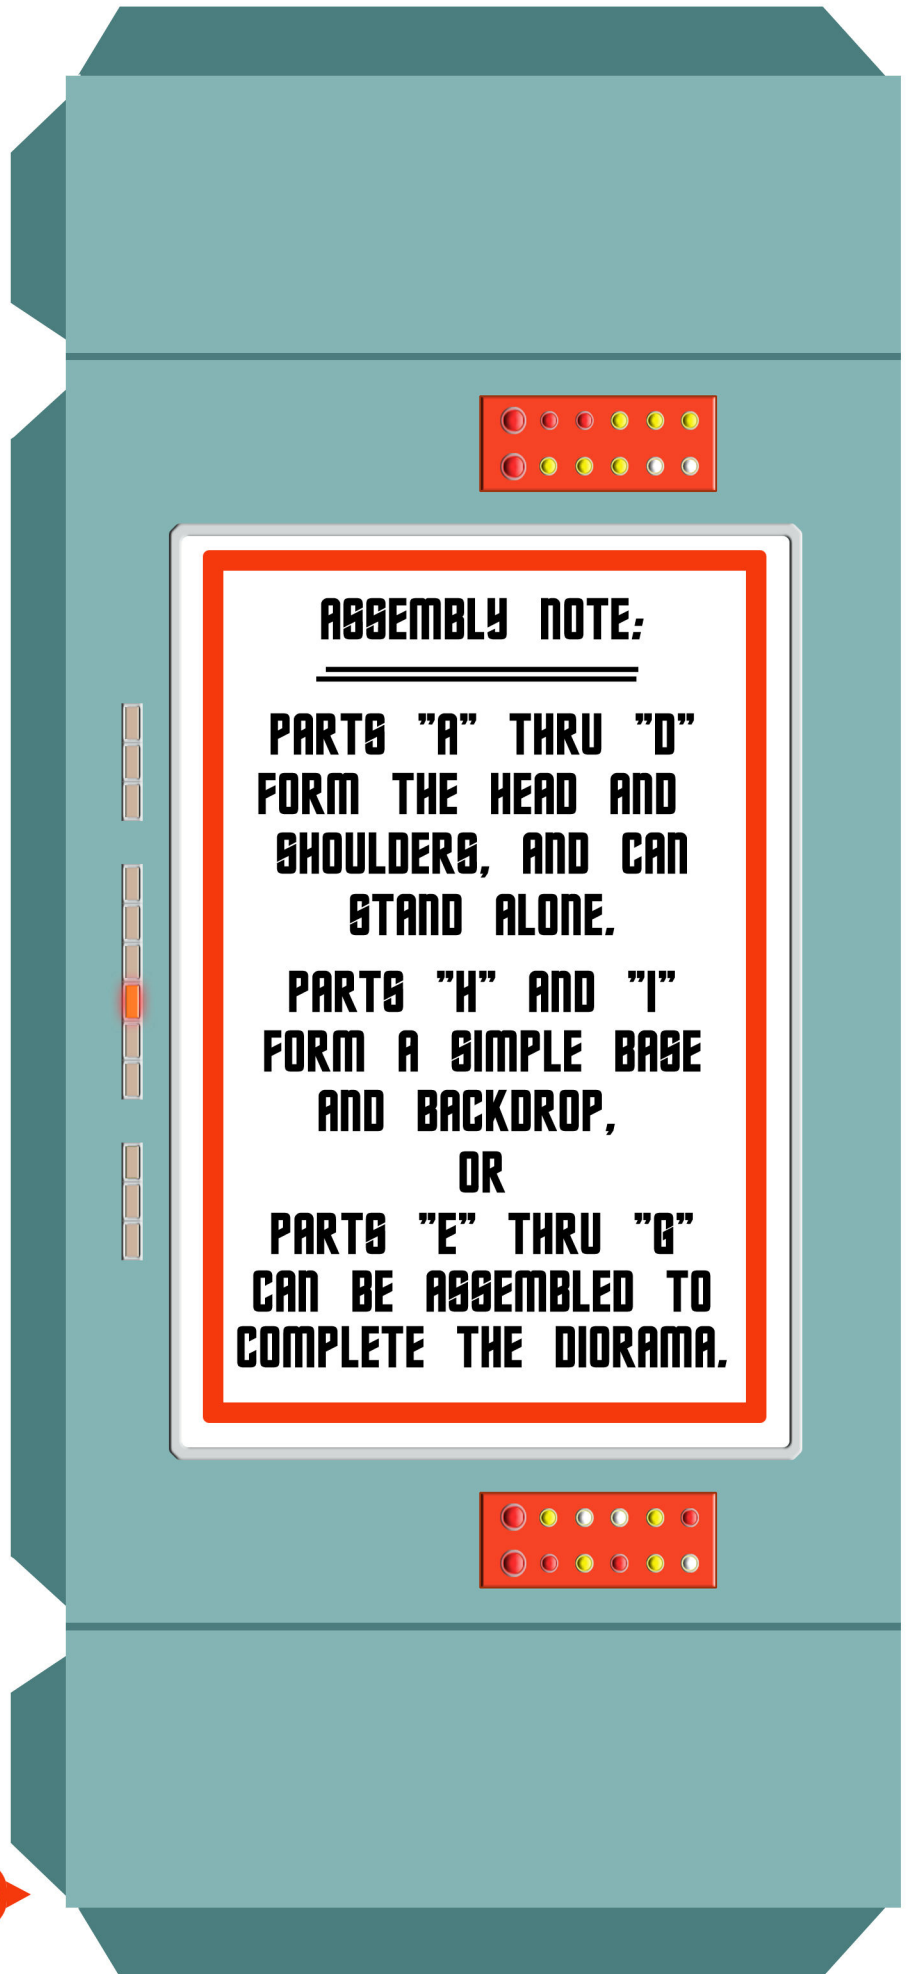 ASSEMBLY NOTE:
PARTS "A" THRU "D"
FORM THE HEAD AND
SHOULDERS, AND CAN
STAND ALONE.
PARTS "H" AND "I"
FORM A SIMPLE BASE
AND BACKDROP,
OR
PARTS "E" THRU "G"
CAN BE ASSEMBLED TO
COMPLETE THE DIORAMA.